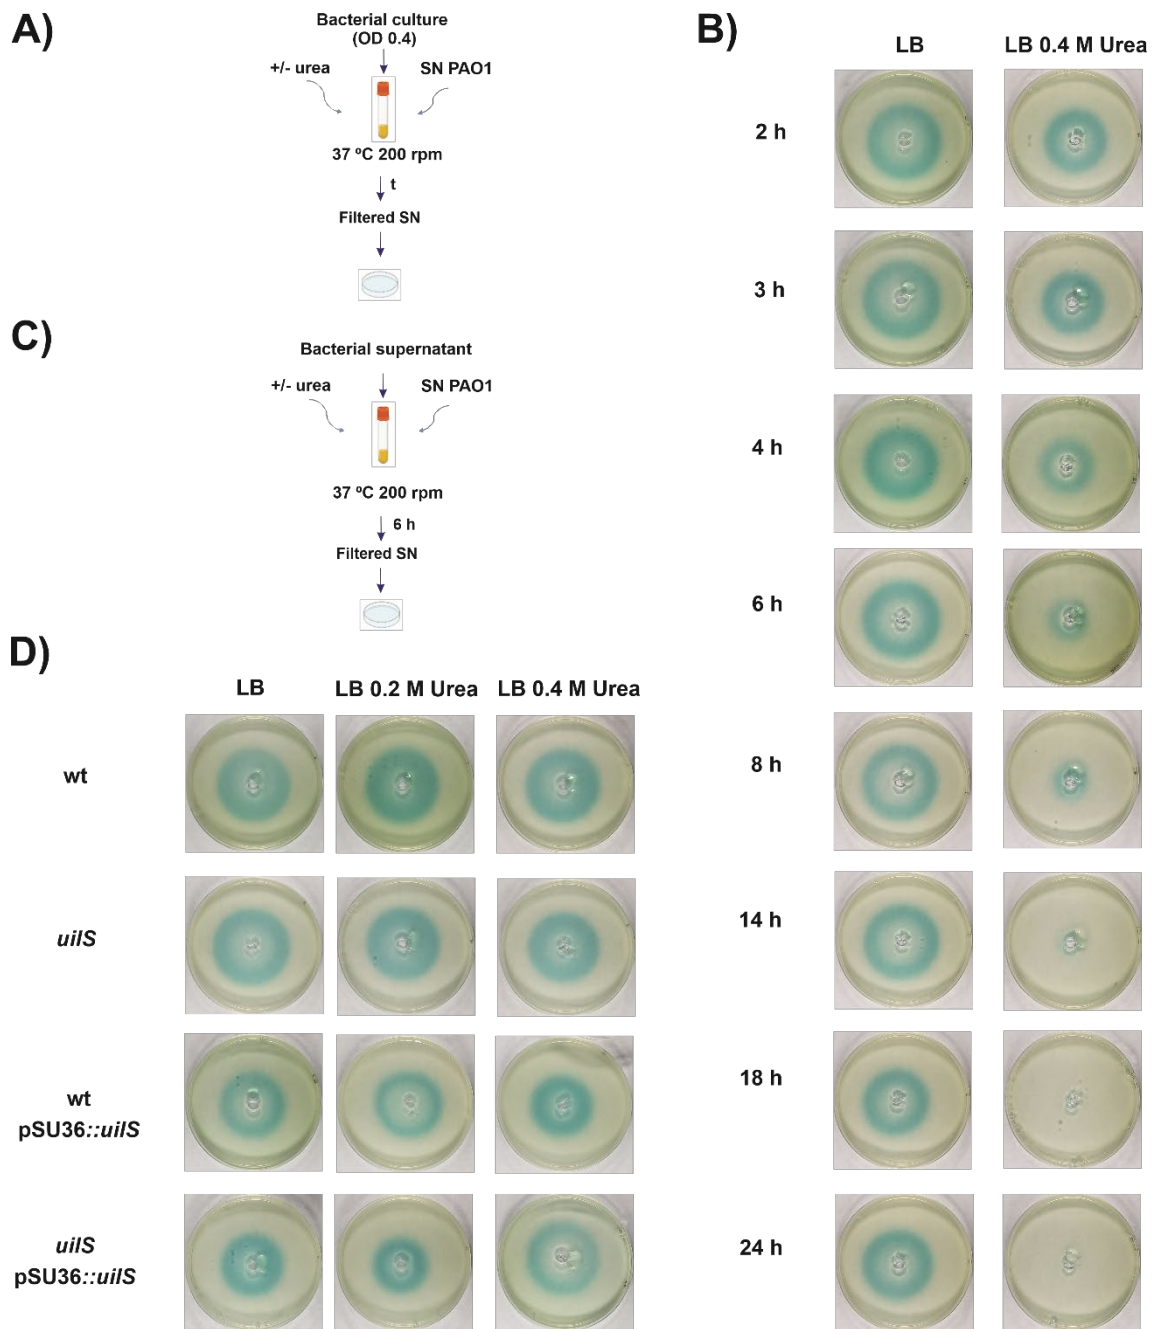 A)
Bacterial culture
(OD 0.4)
+/- urea
SN PAO1
37 ºC 200 rpm
t
Filtered SN
B)
LB
LB 0.4 M Urea
2 h
3 h
4 h
6 h
8 h
14 h
18 h
24 h
C)
Bacterial supernatant
+/- urea
SN PAO1
37 ºC 200 rpm
6 h
Filtered SN
D)
LB
LB 0.2 M Urea
LB 0.4 M Urea
wt
uilS
wt
pSU36::uilS
uilS
pSU36::uilS